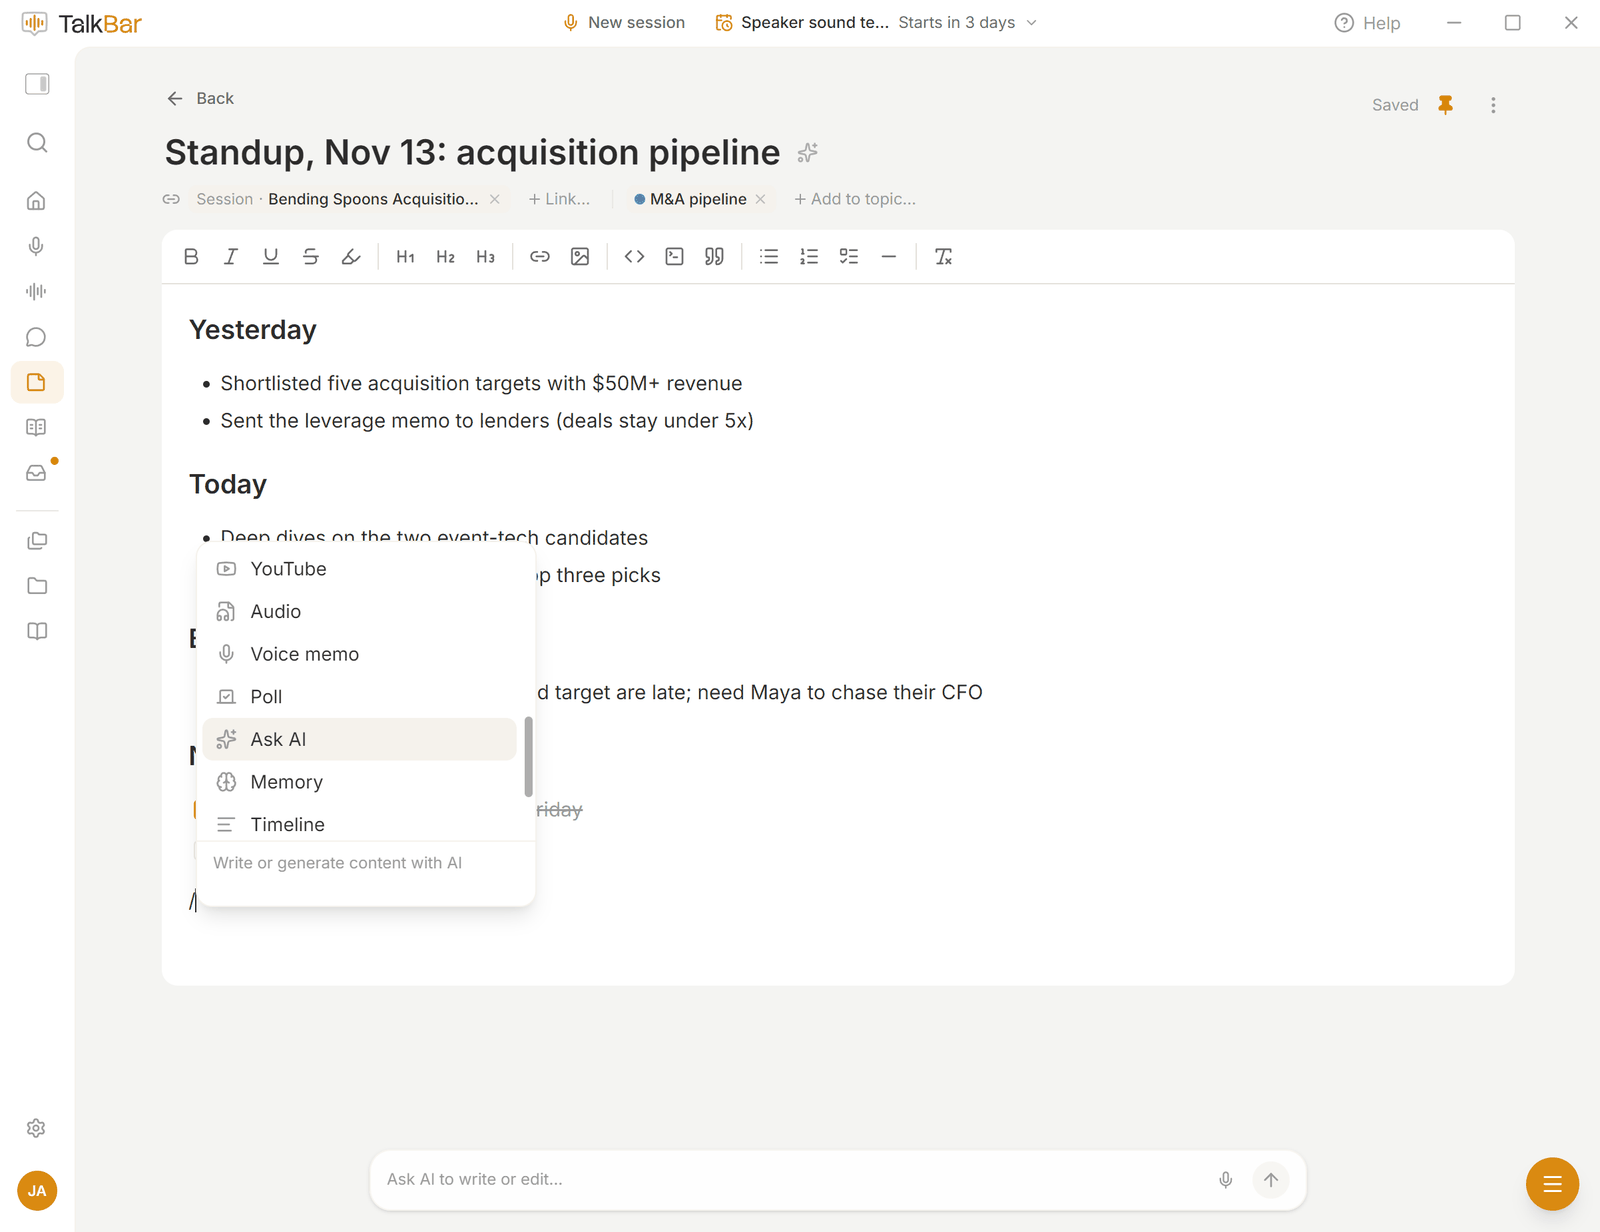 TalkBar
New session
Speaker sound te... Starts in 3 days
Help
Back
Saved
Standup, Nov 13: acquisition pipeline
Session · Bending Spoons Acquisitio...
+ Link...
M&A pipeline
+ Add to topic...
B I U S H1 H2 H3
Yesterday
• Shortlisted five acquisition targets with $50M+ revenue
• Sent the leverage memo to lenders (deals stay under 5x)
Today
• Deep dives on the two event-tech candidates
three picks
target are late; need Maya to chase their CFO
YouTube
Audio
Voice memo
Poll
Ask AI
Memory
Timeline
Write or generate content with AI
/
JA
Ask AI to write or edit...